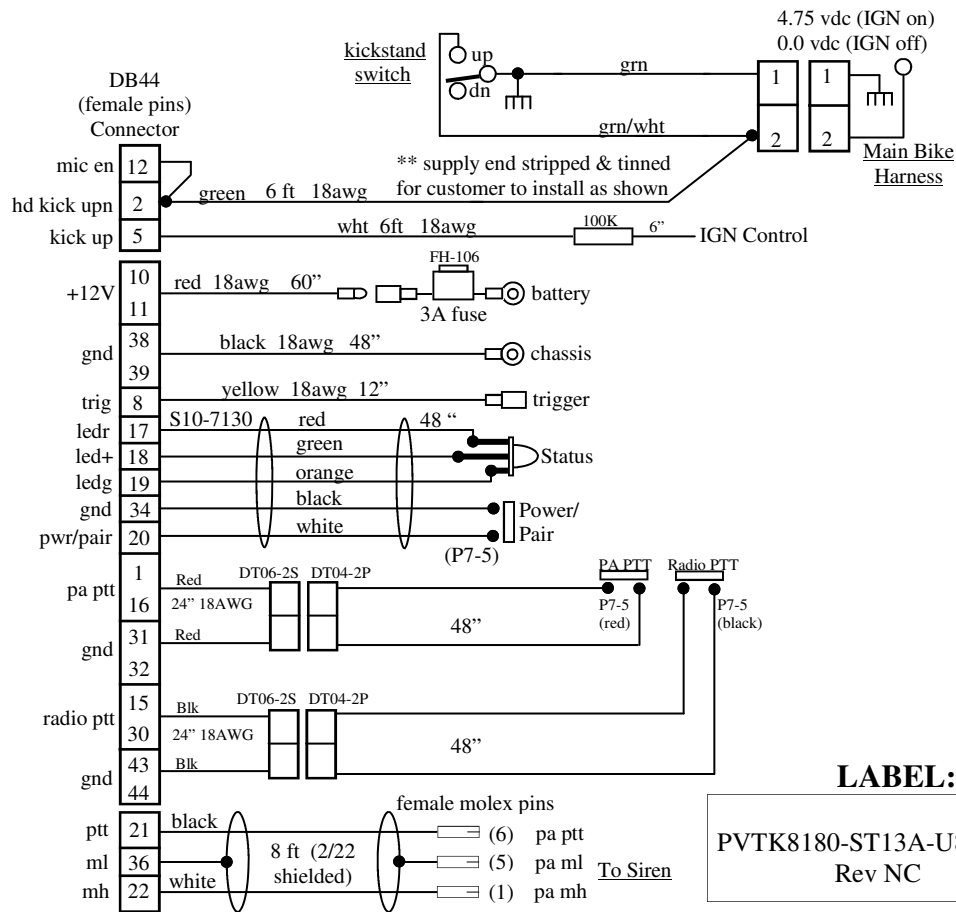 4.75 vdc (IGN on)
0.0 vdc (IGN off)
kickstand
switch
up
dn
grn
grn/wht
1
2
1
2
Main Bike
Harness
DB44
(female pins)
Connector
** supply end stripped & tinned
for customer to install as shown
mic en 12
hd kick upn 2 green 6 ft 18awg
kick up 5 wht 6ft 18awg 100K 6” IGN Control
+12V 10 11 red 18awg 60” FH-106 3A fuse battery
gnd 38 39 black 18awg 48” chassis
trig 8 yellow 18awg 12” trigger
ledr 17 S10-7130 red 48 “
led+ 18 green Status
ledg 19 orange
gnd 34 black Power/
pwr/pair 20 white Pair
(P7-5)
pa ptt 1 16 Red 24” 18AWG DT06-2S DT04-2P PA PTT Radio PTT
P7-5 (red)
P7-5 (black)
gnd 31 32 Red 48”
radio ptt 15 30 Blk 24” 18AWG DT06-2S DT04-2P
gnd 43 44 Blk 48”
LABEL:
PVTK8180-ST13A-U
Rev NC
female molex pins
ptt 21 black (6) pa ptt
ml 36 8 ft (2/22 shielded) (5) pa ml To Siren
mh 22 white (1) pa mh